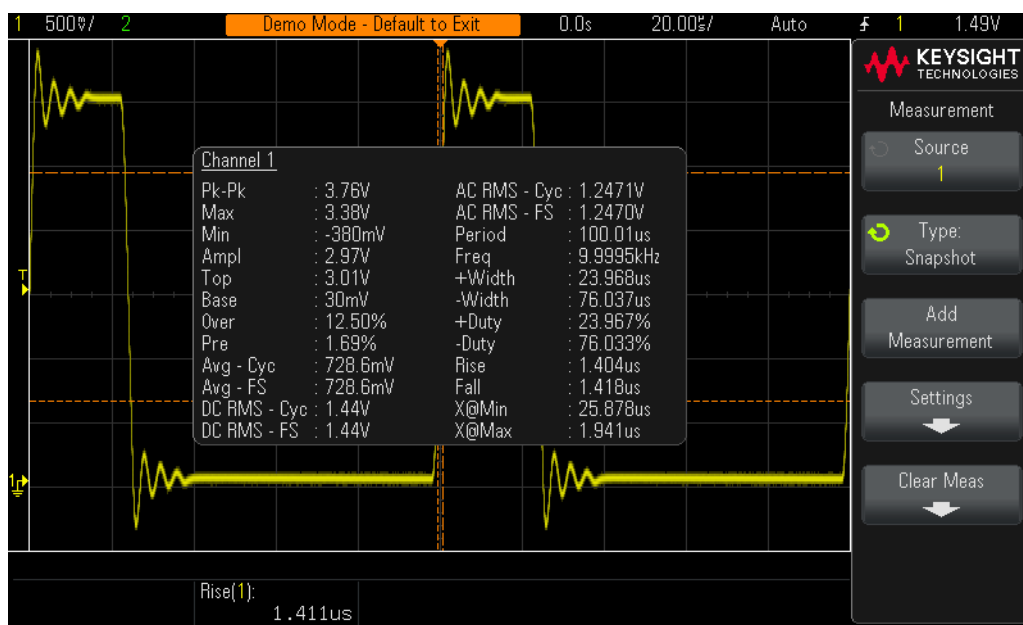 1 500mV/ 2 Demo Mode - Default to Exit 0.0s 20.00us/ Auto 1 1.49V
KEYSIGHT
TECHNOLOGIES
Measurement
Source
1
Type:
Snapshot
Add
Measurement
Settings
Clear Meas
Channel 1
Pk-Pk : 3.76V AC RMS - Cyc : 1.2471V
Max : 3.38V AC RMS - FS : 1.2470V
Min : -380mV Period : 100.01us
Ampl : 2.97V Freq : 9.9995kHz
Top : 3.01V +Width : 23.968us
Base : 30mV -Width : 76.037us
Over : 12.50% +Duty : 23.967%
Pre : 1.69% -Duty : 76.033%
Avg - Cyc : 728.6mV Rise : 1.404us
Avg - FS : 728.6mV Fall : 1.418us
DC RMS - Cyc : 1.44V X@Min : 25.878us
DC RMS - FS : 1.44V X@Max : 1.941us
T
1
Rise(1):
1.411us